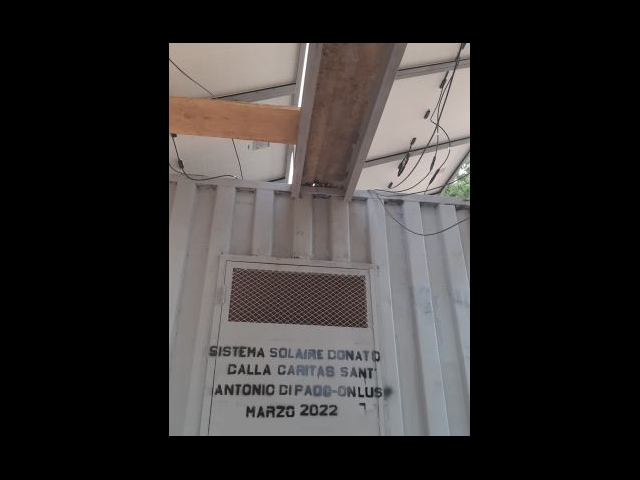 SISTEMA SOLAIRE DONATO
DALLA CARITAS SANT'
ANTONIO DI PADO-ONLUS
MARZO 2022